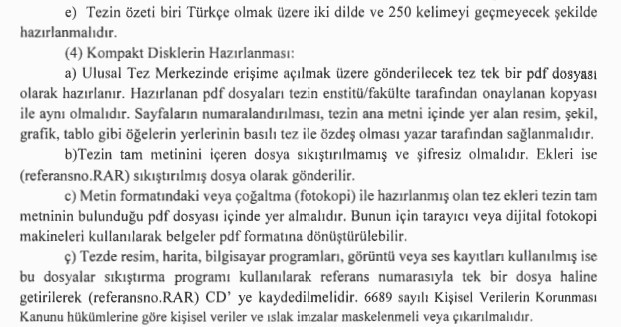 e) Tezin özeti biri Türkçe olmak üzere iki dilde ve 250 kelimeyi geçmeyecek şekilde
hazırlanmalıdır.
(4) Kompakt Disklerin Hazırlanması:
a) Ulusal Tez Merkezinde erişime açılmak üzere gönderilecek tez tek bir pdf dosyası
olarak hazırlanır. Hazırlanan pdf dosyaları tezin enstitü/fakülte tarafından onaylanan kopyası
ile aynı olmalıdır. Sayfaların numaralandırılması, tezin ana metni içinde yer alan resim, şekil,
grafik, tablo gibi öğelerin yerlerinin basılı tez ile özdeş olması yazar tarafından sağlanmalıdır.
b)Tezin tam metinini içeren dosya sıkıştırılmamış ve şifresiz olmalıdır. Ekleri ise
(referansno.RAR) sıkıştırılmış dosya olarak gönderilir.
c) Metin formatındaki veya çoğaltma (fotokopi) ile hazırlanmış olan tez ekleri tezin tam
metninin bulunduğu pdf dosyası içinde yer almalıdır. Bunun için tarayıcı veya dijital fotokopi
makineleri kullanılarak belgeler pdf formatına dönüştürülebilir.
ç) Tezde resim, harita, bilgisayar programları, görüntü veya ses kayıtları kullanılmış ise
bu dosyalar sıkıştırma programı kullanılarak referans numarasıyla tek bir dosya haline
getirilerek (referansno.RAR) CD' ye kaydedilmelidir. 6689 sayılı Kişisel Verilerin Korunması
Kanunu hükümlerine göre kişisel veriler ve ıslak imzalar maskelenmeli veya çıkarılmalıdır.